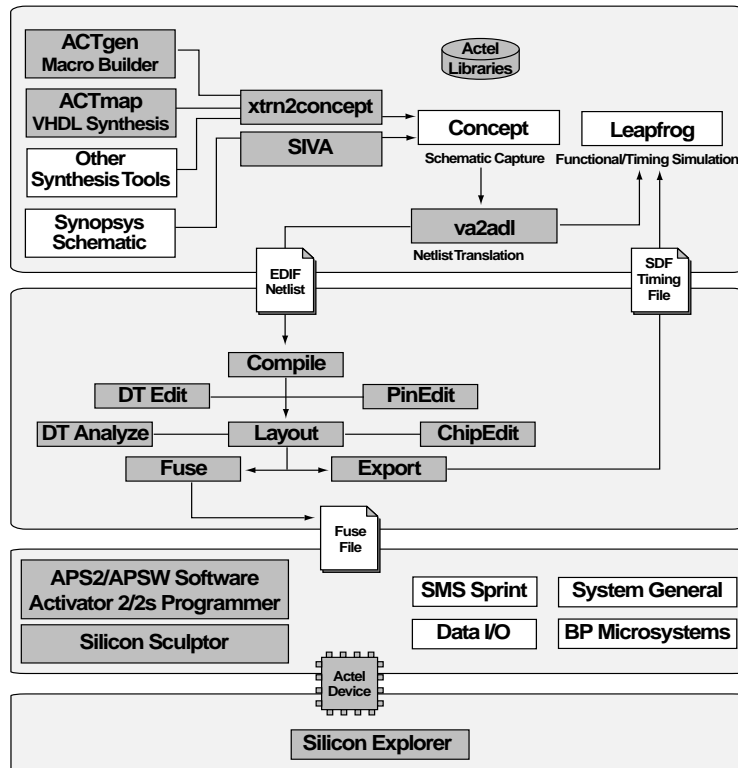 ACTgen
Macro Builder
Actel
Libraries
ACTmap
VHDL Synthesis
xtrn2concept
Concept
Leapfrog
Other
Synthesis Tools
SIVA
Schematic Capture
Functional/Timing Simulation
Synopsys
Schematic
va2adl
Netlist Translation
EDIF
Netlist
SDF
Timing
File
Compile
DT Edit
PinEdit
DT Analyze
Layout
ChipEdit
Fuse
Export
Fuse
File
APS2/APSW Software
Activator 2/2s Programmer
SMS Sprint
System General
Silicon Sculptor
Data I/O
BP Microsystems
Actel
Device
Silicon Explorer